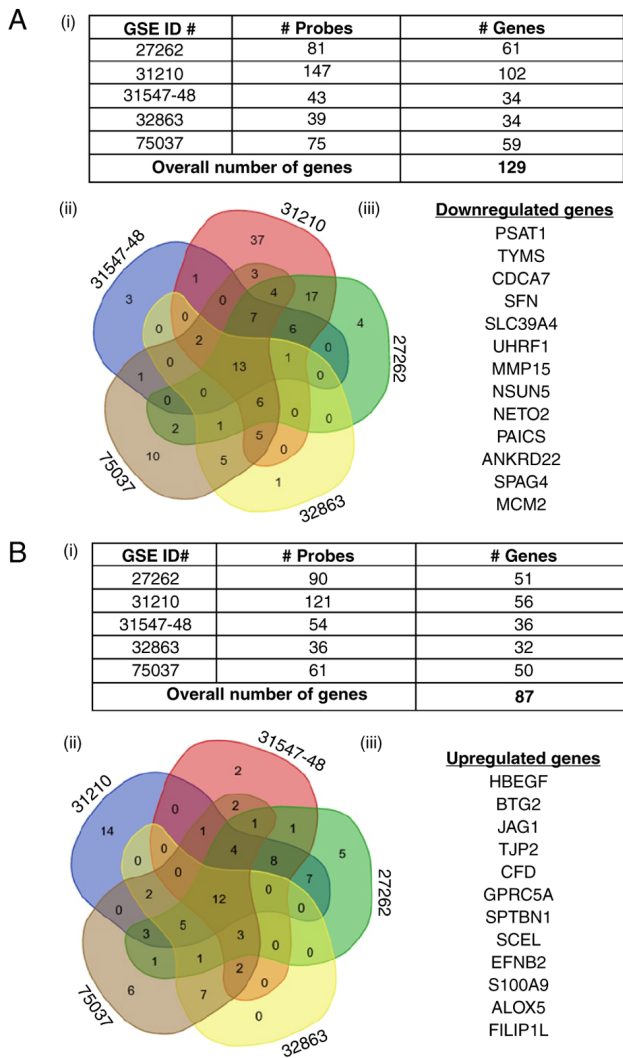 A
(i)
GSE ID # # Probes # Genes
27262 81 61
31210 147 102
31547-48 43 34
32863 39 34
75037 75 59
Overall number of genes 129
(ii)
31210
31547-48
27262
75037
32863
37
3
1
3
4
17
4
0
7
6
0
0
0
2
0
13
1
0
1
0
0
6
0
0
2
1
5
0
10
5
1
(iii)
Downregulated genes
PSAT1
TYMS
CDCA7
SFN
SLC39A4
UHRF1
MMP15
NSUN5
NETO2
PAICS
ANKRD22
SPAG4
MCM2
B
(i)
GSE ID# # Probes # Genes
27262 90 51
31210 121 56
31547-48 54 36
32863 36 32
75037 61 50
Overall number of genes 87
(ii)
31547-48
31210
27262
75037
32863
2
14
0
2
1
1
5
1
4
8
7
0
0
0
2
12
0
0
0
3
5
3
0
0
1
1
2
0
6
7
0
(iii)
Upregulated genes
HBEGF
BTG2
JAG1
TJP2
CFD
GPRC5A
SPTBN1
SCEL
EFNB2
S100A9
ALOX5
FILIP1L